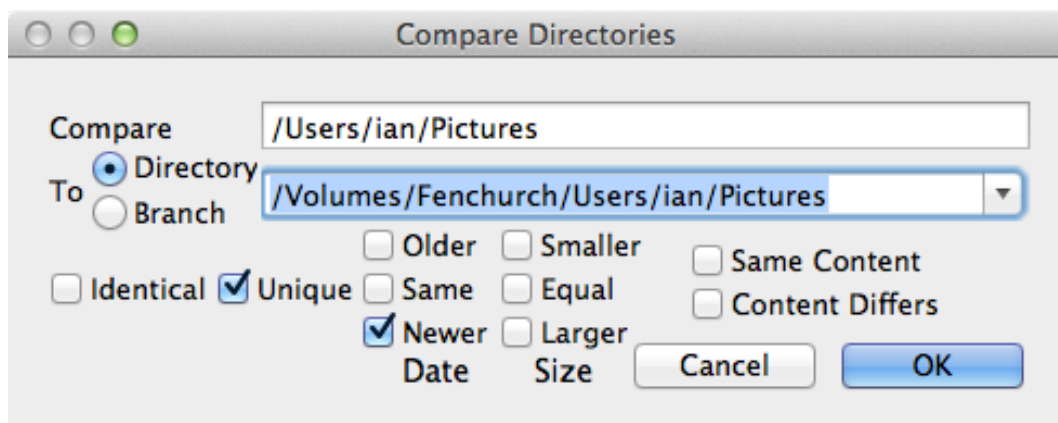 Compare Directories
Compare /Users/ian/Pictures
To Directory /Volumes/Fenchurch/Users/ian/Pictures
Branch
Older Smaller Same Content
Identical Unique Same Equal Content Differs
Newer Larger
Date Size Cancel OK